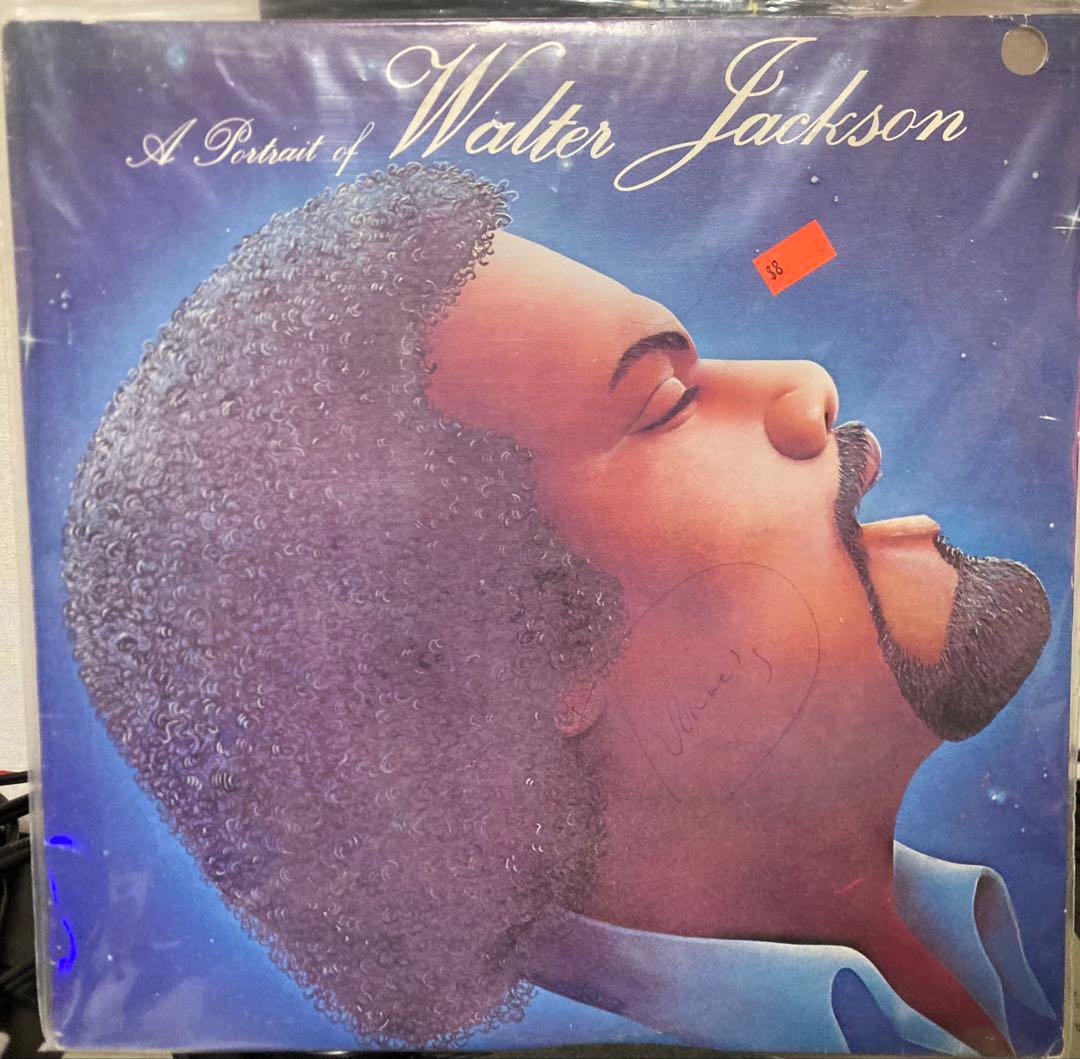 A Portrait of Walter Jackson
$8